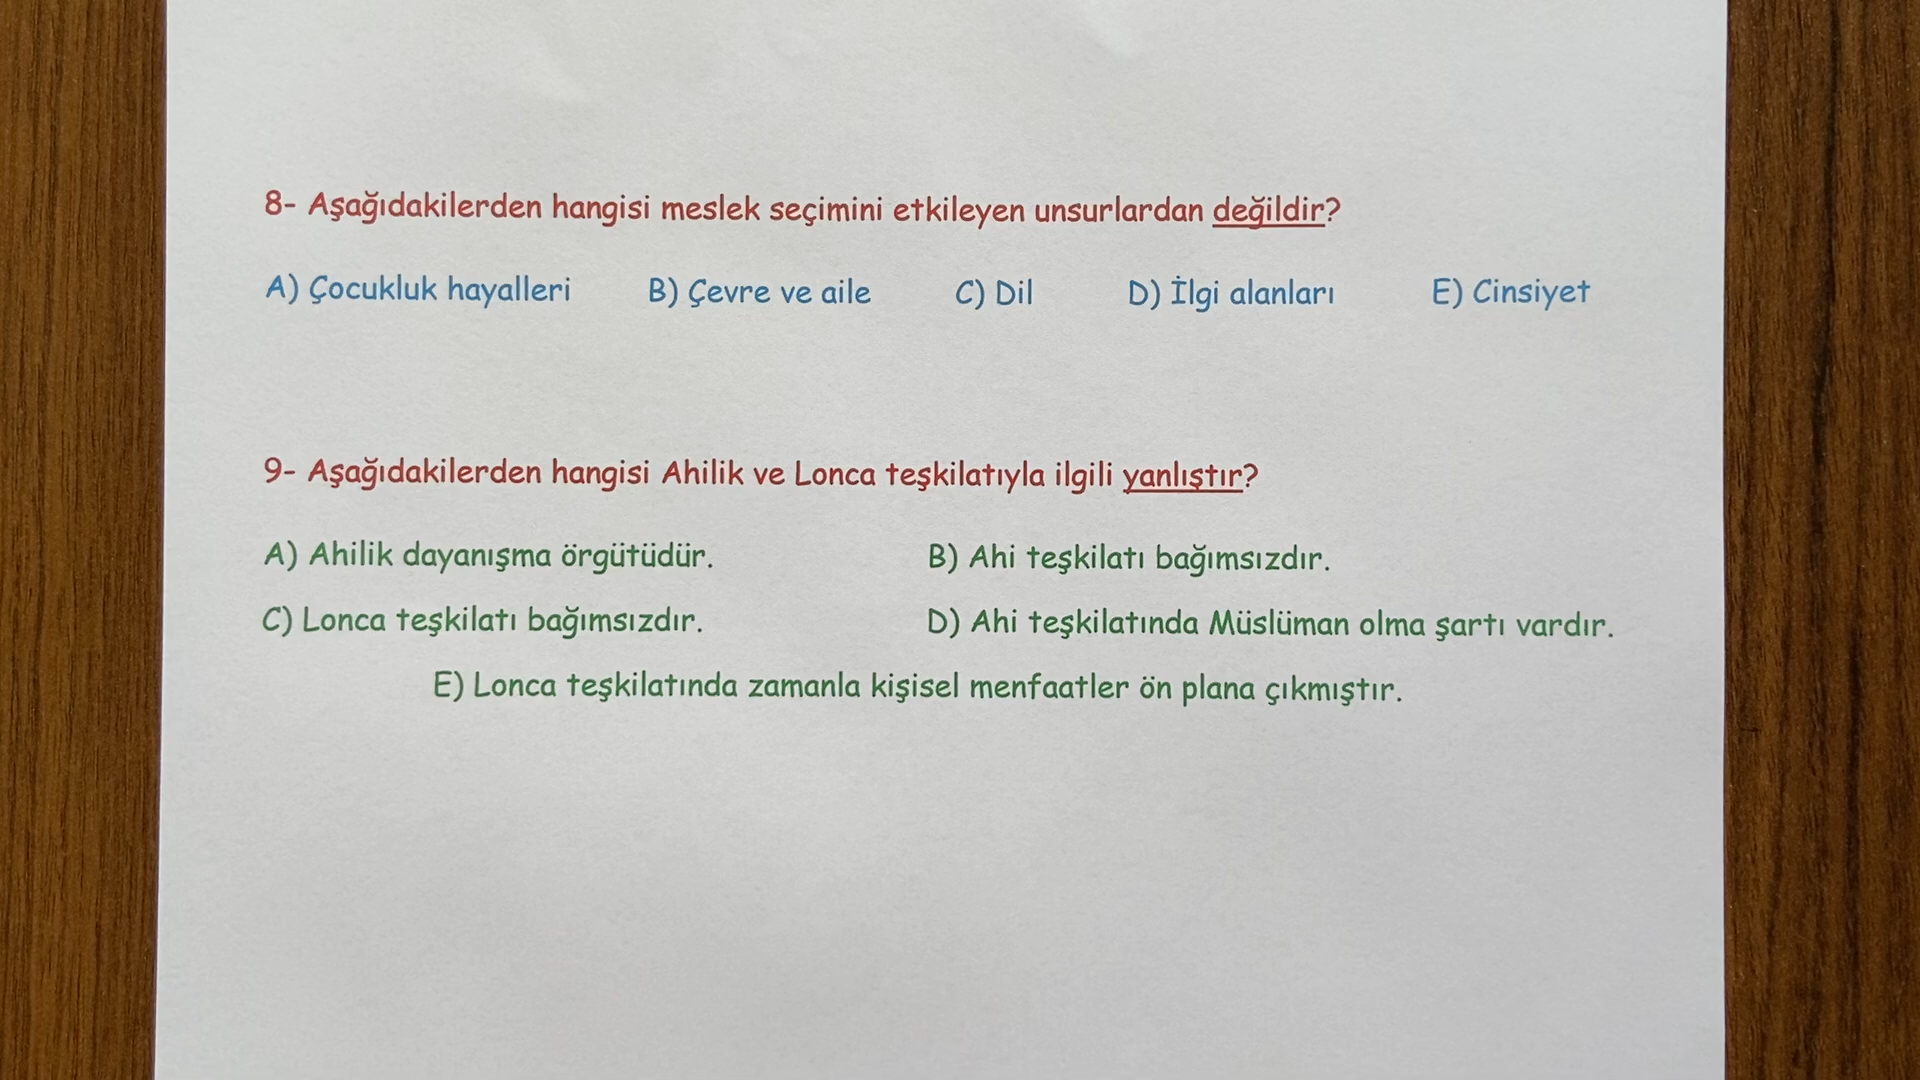 8- Aşağıdakilerden hangisi meslek seçimini etkileyen unsurlardan değildir?
A) Çocukluk hayalleri B) Çevre ve aile C) Dil D) İlgi alanları E) Cinsiyet
9- Aşağıdakilerden hangisi Ahilik ve Lonca teşkilatıyla ilgili yanlıştır?
A) Ahilik dayanışma örgütüdür. B) Ahi teşkilatı bağımsızdır.
C) Lonca teşkilatı bağımsızdır. D) Ahi teşkilatında Müslüman olma şartı vardır.
E) Lonca teşkilatında zamanla kişisel menfaatler ön plana çıkmıştır.